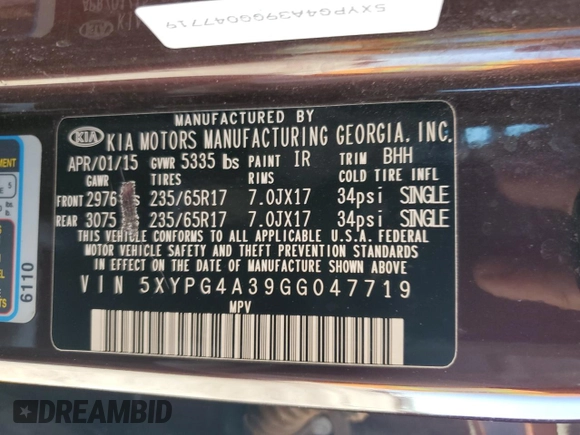 5XYPG4A39GG047719
MANUFACTURED BY
KIA KIA MOTORS MANUFACTURING GEORGIA, INC.
APR/01/15 GVWR 5335 lbs PAINT IR TRIM BHH
GAWR TIRES RIMS COLD TIRE INFL
FRONT 2976 235/65R17 7.0JX17 34psi SINGLE
REAR 3075 235/65R17 7.0JX17 34psi SINGLE
THIS VEHICLE CONFORMS TO ALL APPLICABLE U.S.A. FEDERAL
MOTOR VEHICLE SAFETY AND THEFT PREVENTION STANDARDS
IN EFFECT ON THE DATE OF MANUFACTURE SHOWN ABOVE
VIN 5XYPG4A39GG047719
MPV
6110
DREAMBID